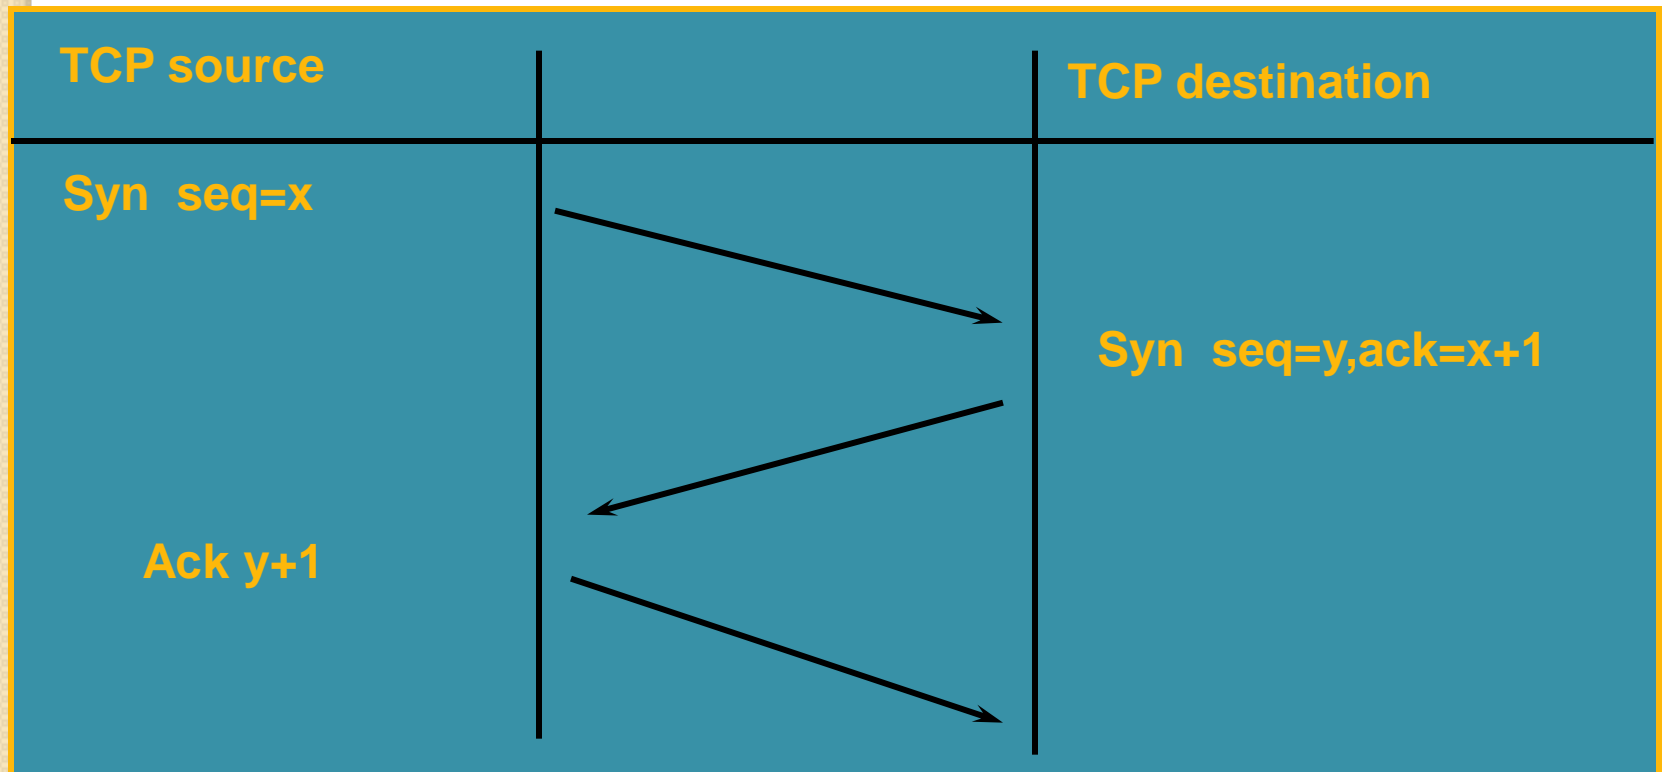 TCP source
TCP destination
Syn  seq=x
Syn  seq=y,ack=x+1
Ack y+1